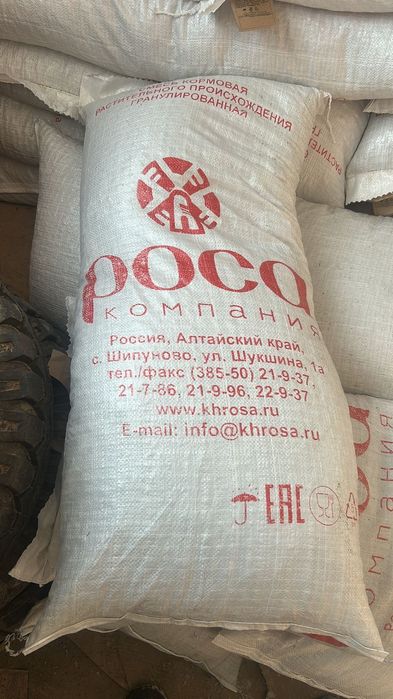 СМЕСЬ КОРМОВАЯ
РАСТИТЕЛЬНОГО ПРОИСХОЖДЕНИЯ
ГРАНУЛИРОВАННАЯ
роса
компания
Россия, Алтайский край,
с. Шипуново, ул. Шукшина, 1а
тел./факс (385-50) 21-9-37,
21-7-86, 21-9-96, 22-9-37
www.khrosa.ru
E-mail: info@khrosa.ru
EAC